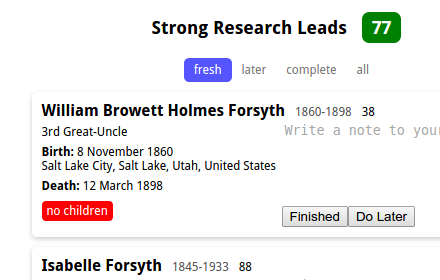 Strong Research Leads 77
fresh later complete all
William Browett Holmes Forsyth 1860-1898 38
3rd Great-Uncle
Write a note to your
Birth: 8 November 1860
Salt Lake City, Salt Lake, Utah, United States
Death: 12 March 1898
no children
Finished Do Later
Isabelle Forsyth 1845-1933 88